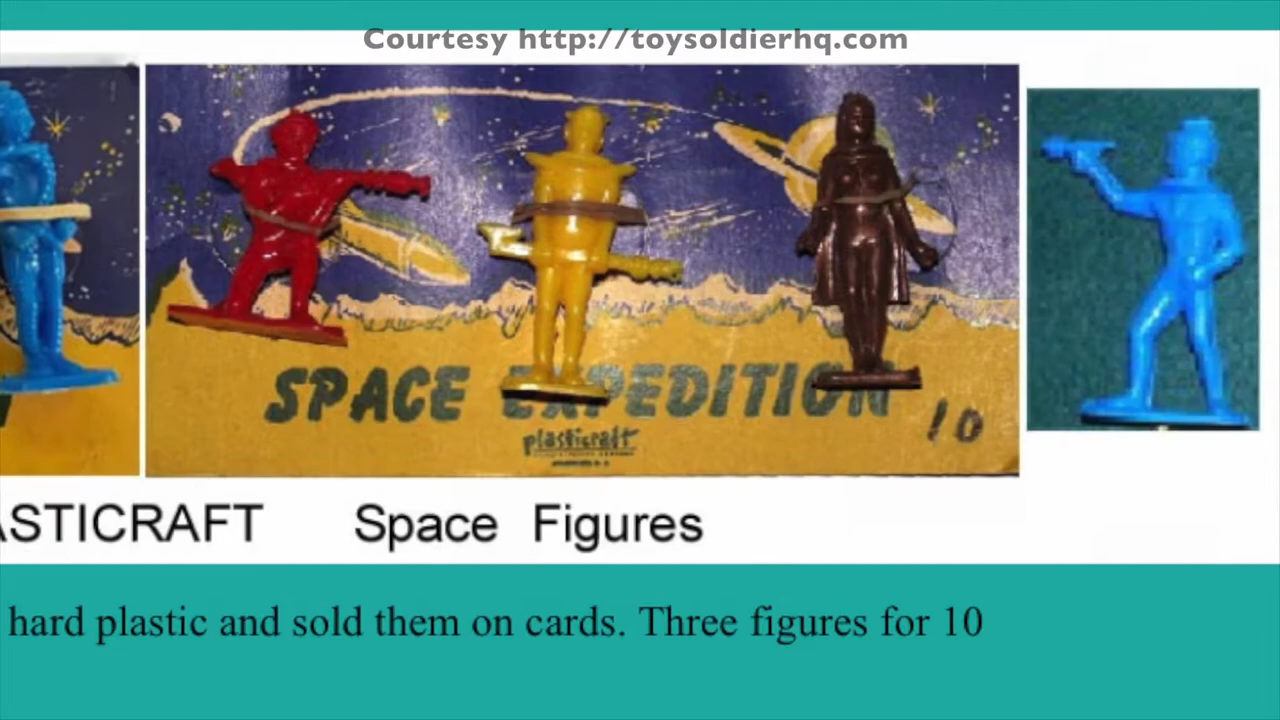 Courtesy http://toysoldierhq.com
SPACE EXPEDITION
10
plasticraft
ASTICRAFT Space Figures
hard plastic and sold them on cards. Three figures for 10